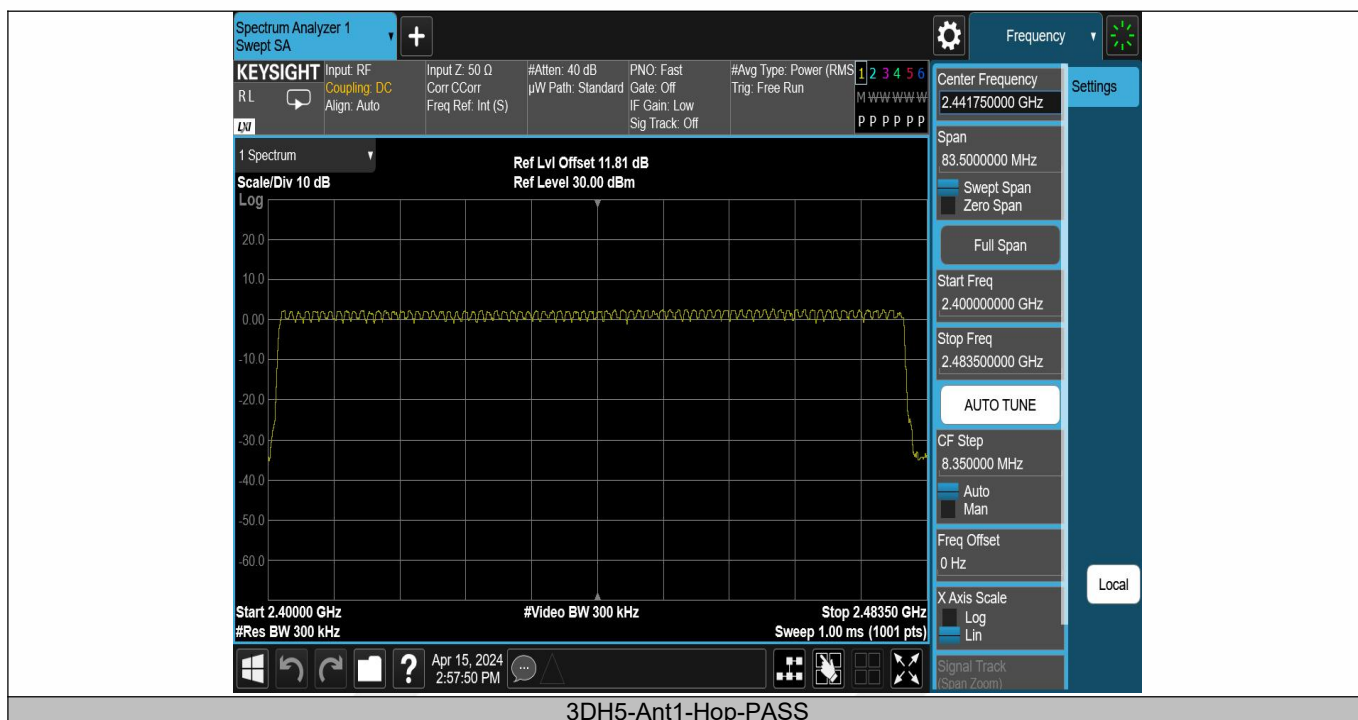 Spectrum Analyzer 1
Swept SA
+
Frequency
KEYSIGHT
RL
LXI
Input: RF
Coupling: DC
Align: Auto
Input Z: 50 Ω
Corr CCorr
Freq Ref: Int (S)
#Atten: 40 dB
µW Path: Standard
PNO: Fast
Gate: Off
IF Gain: Low
Sig Track: Off
#Avg Type: Power (RMS
Trig: Free Run
1 2 3 4 5 6
M W W W W W
P P P P P P
1 Spectrum
Scale/Div 10 dB
Ref Lvl Offset 11.81 dB
Ref Level 30.00 dBm
Log
20.0
10.0
0.00
-10.0
-20.0
-30.0
-40.0
-50.0
-60.0
Start 2.40000 GHz
#Video BW 300 kHz
Stop 2.48350 GHz
#Res BW 300 kHz
Sweep 1.00 ms (1001 pts)
Center Frequency
2.441750000 GHz
Settings
Span
83.5000000 MHz
Swept Span
Zero Span
Full Span
Start Freq
2.400000000 GHz
Stop Freq
2.483500000 GHz
AUTO TUNE
CF Step
8.350000 MHz
Auto
Man
Freq Offset
0 Hz
X Axis Scale
Log
Lin
Local
Signal Track
(Span Zoom)
?
Apr 15, 2024
2:57:50 PM
3DH5-Ant1-Hop-PASS